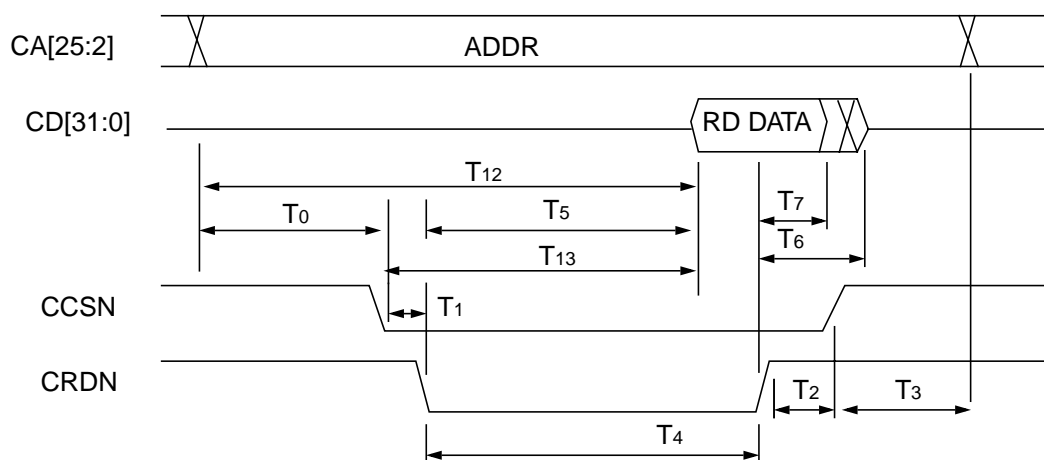 CA[25:2]
ADDR
CD[31:0]
RD DATA
T12
T7
T0
T5
T6
T13
CCSN
T1
CRDN
T2
T3
T4